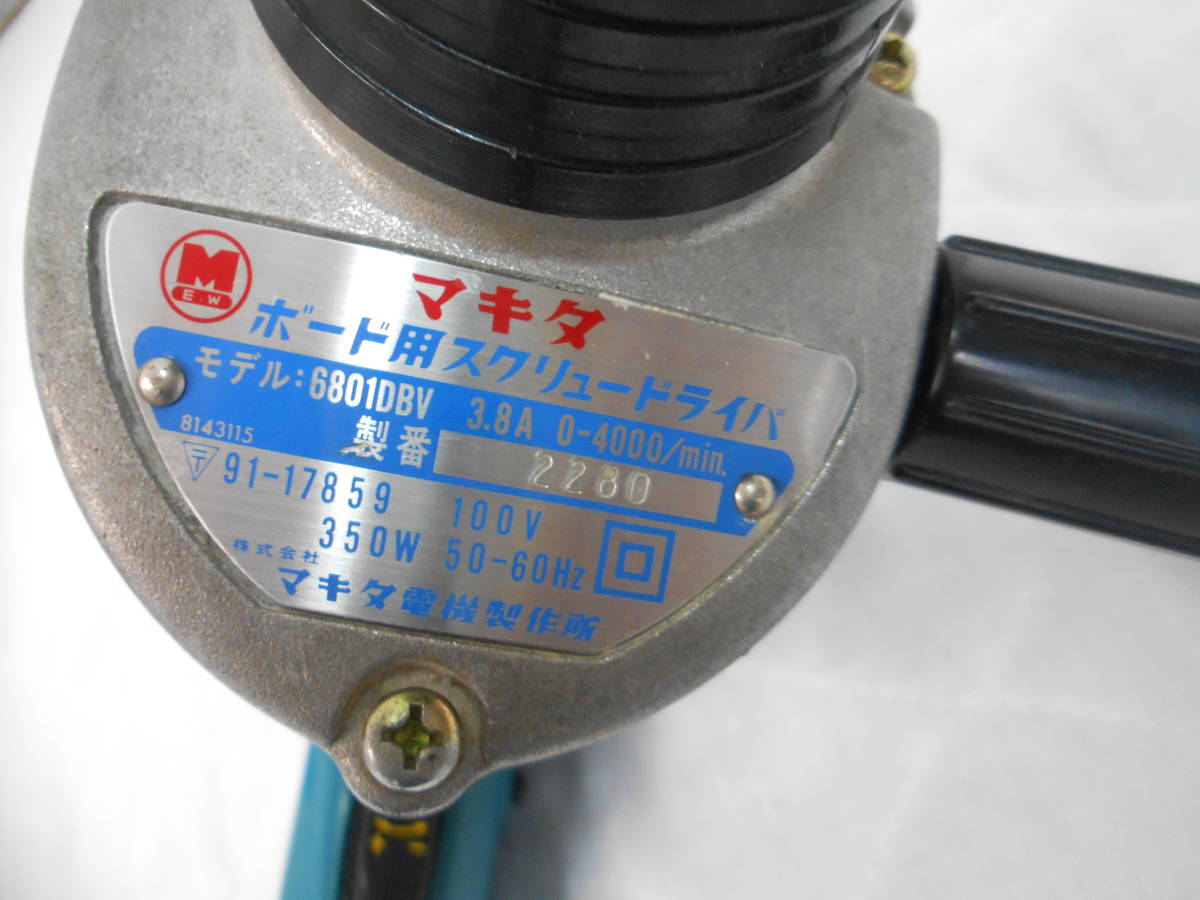 M
E.W
マキタ
ボード用スクリュードライバ
モデル:6801DBV 3.8A 0-4000/min.
8143115 製番 2280
〒 91-17859 100V
350W 50-60Hz
株式会社 マキタ電機製作所